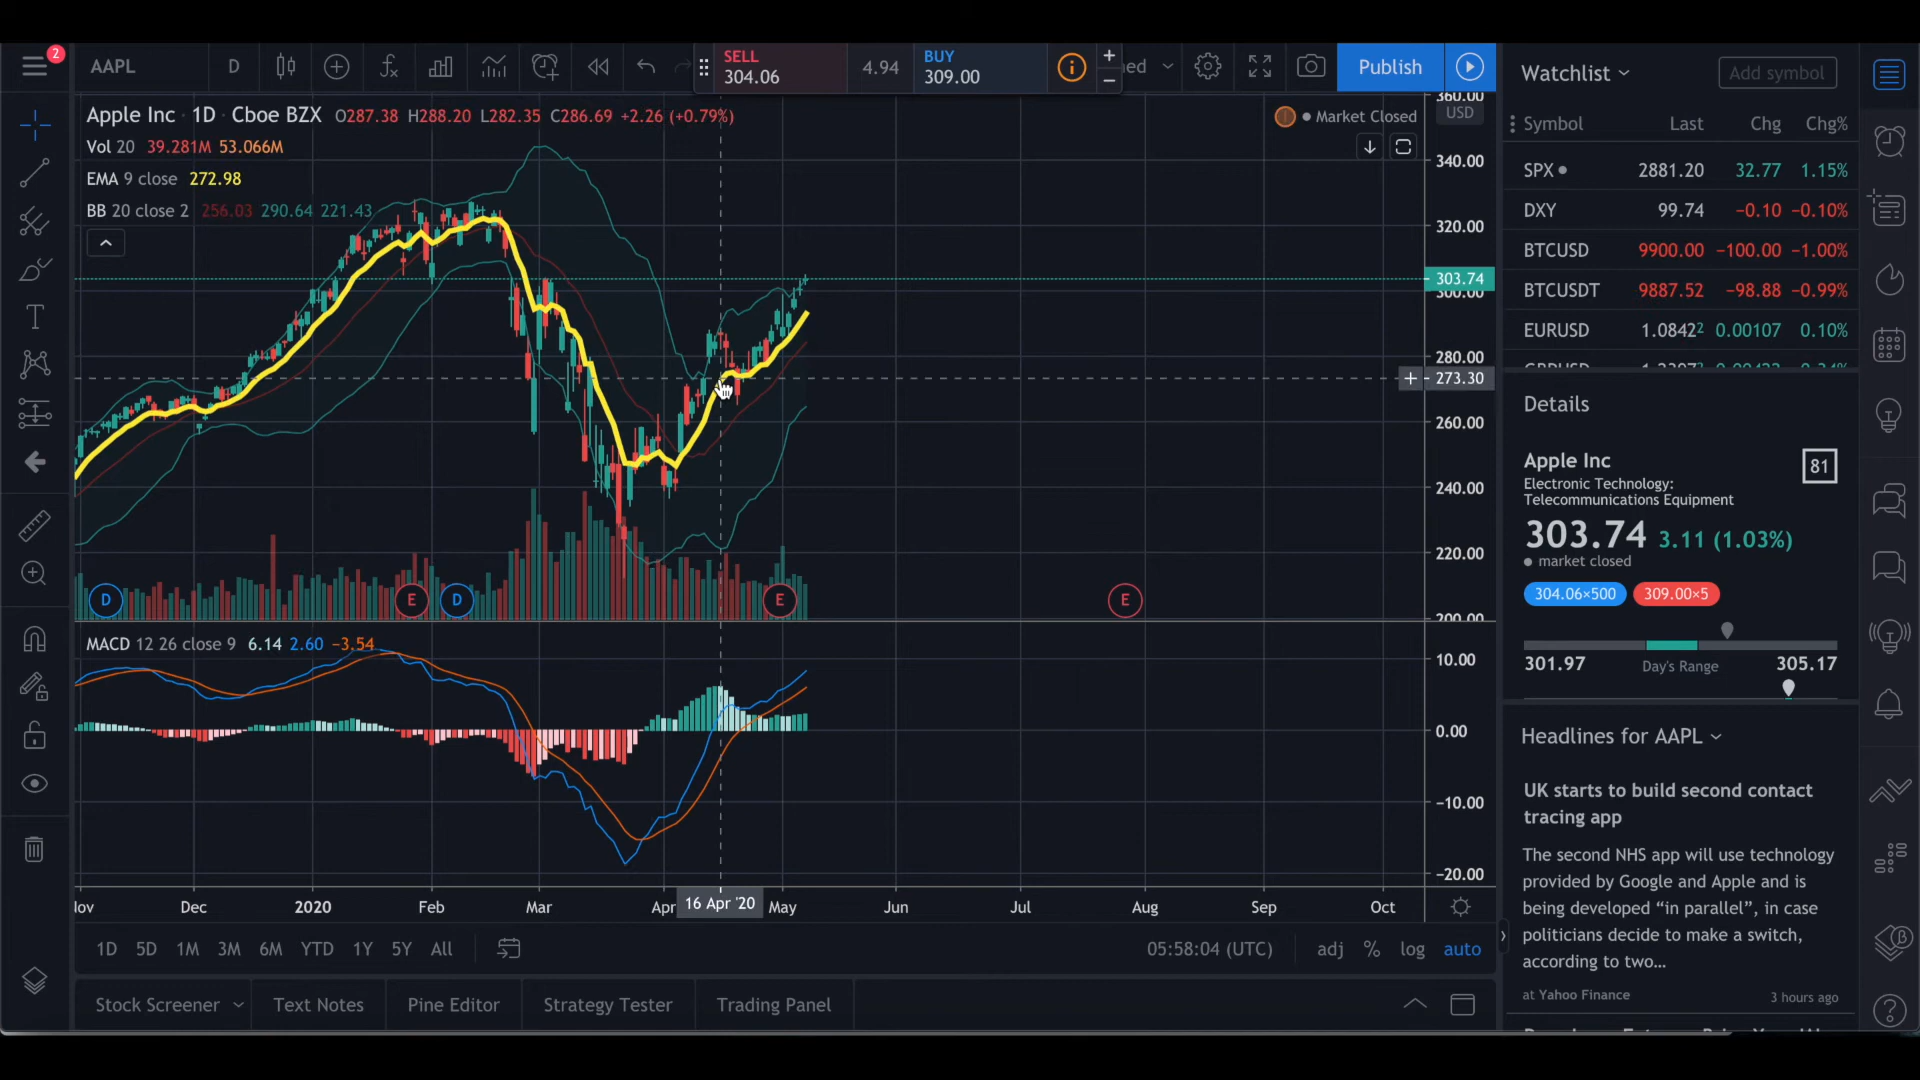 2
AAPL
D
SELL
304.06
4.94
BUY
309.00
ned
Publish
Apple Inc · 1D · Cboe BZX O287.38 H288.20 L282.35 C286.69 +2.26 (+0.79%)
Market Closed
Vol 20 39.281M 53.066M
EMA 9 close 272.98
BB 20 close 2 256.03 290.64 221.43
360.00
USD
340.00
320.00
303.74
300.00
280.00
273.30
260.00
240.00
220.00
200.00
D E D E E
MACD 12 26 close 9 6.14 2.60 −3.54
10.00
0.00
−10.00
−20.00
Nov Dec 2020 Feb Mar Apr 16 Apr '20 May Jun Jul Aug Sep Oct
1D 5D 1M 3M 6M YTD 1Y 5Y All
05:58:04 (UTC) adj % log auto
Stock Screener Text Notes Pine Editor Strategy Tester Trading Panel
Watchlist
Add symbol
Symbol Last Chg Chg%
SPX 2881.20 32.77 1.15%
DXY 99.74 −0.10 −0.10%
BTCUSD 9900.00 −100.00 −1.00%
BTCUSDT 9887.52 −98.88 −0.99%
EURUSD 1.08422 0.00107 0.10%
Details
Apple Inc
81
Electronic Technology:
Telecommunications Equipment
303.74 3.11 (1.03%)
market closed
304.06×500 309.00×5
301.97 Day's Range 305.17
Headlines for AAPL
UK starts to build second contact
tracing app
The second NHS app will use technology
provided by Google and Apple and is
being developed “in parallel”, in case
politicians decide to make a switch,
according to two...
at Yahoo Finance 3 hours ago